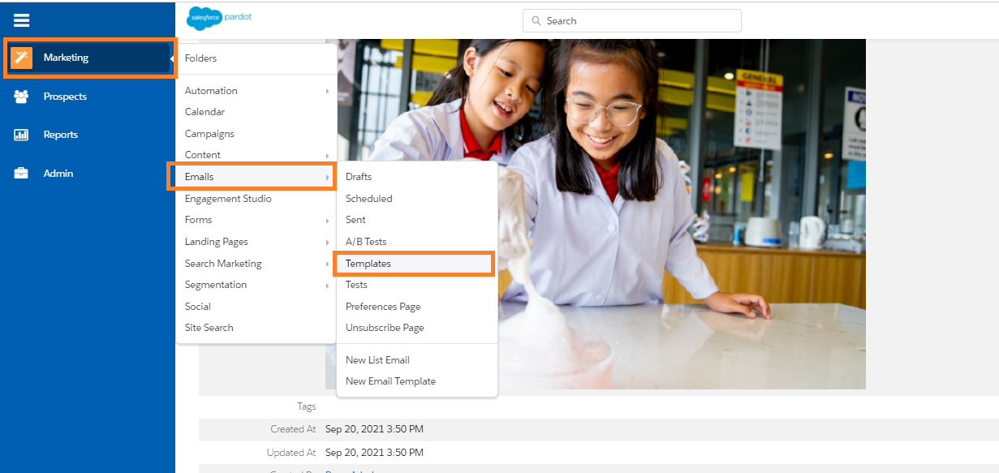 salesforce pardot
Search
Marketing
Prospects
Reports
Admin
Folders
Automation
Calendar
Campaigns
Content
Emails
Engagement Studio
Forms
Landing Pages
Search Marketing
Segmentation
Social
Site Search
Drafts
Scheduled
Sent
A/B Tests
Templates
Tests
Preferences Page
Unsubscribe Page
New List Email
New Email Template
GENERAL
Tags
Created At Sep 20, 2021 3:50 PM
Updated At Sep 20, 2021 3:50 PM